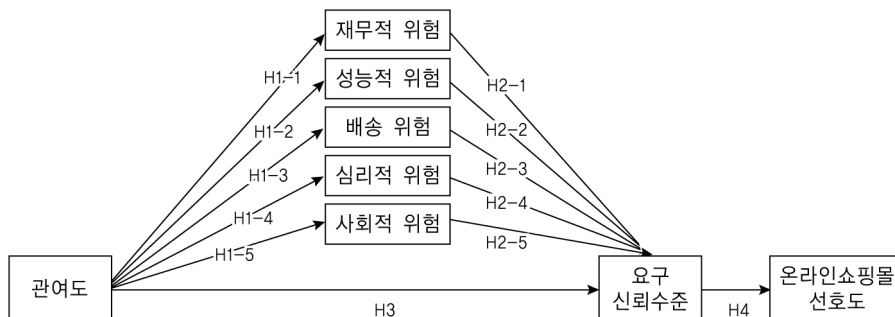 재무적 위험
H1-1
H2-1
성능적 위험
H1-2
H2-2
배송 위험
H1-3
H2-3
심리적 위험
H1-4
H2-4
사회적 위험
H1-5
H2-5
관여도
요구
신뢰수준
온라인쇼핑몰
선호도
H3
H4